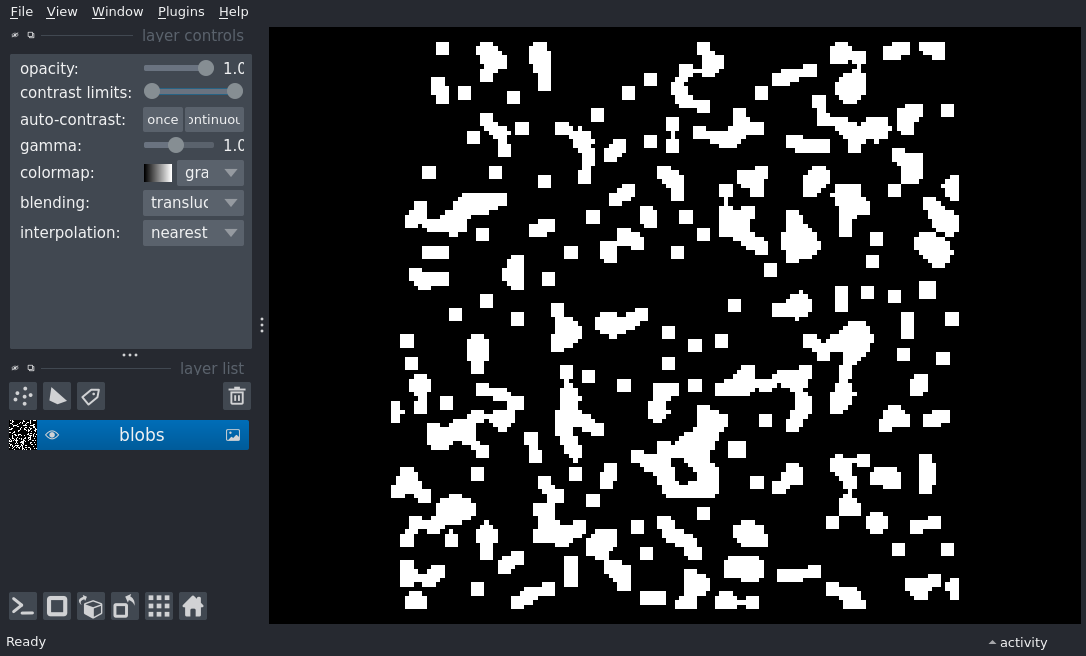 File View Window Plugins Help
layer controls
opacity: 1.0
contrast limits:
auto-contrast: once ontinuou
gamma: 1.0
colormap: gra
blending: transluc
interpolation: nearest
layer list
blobs
Ready
activity